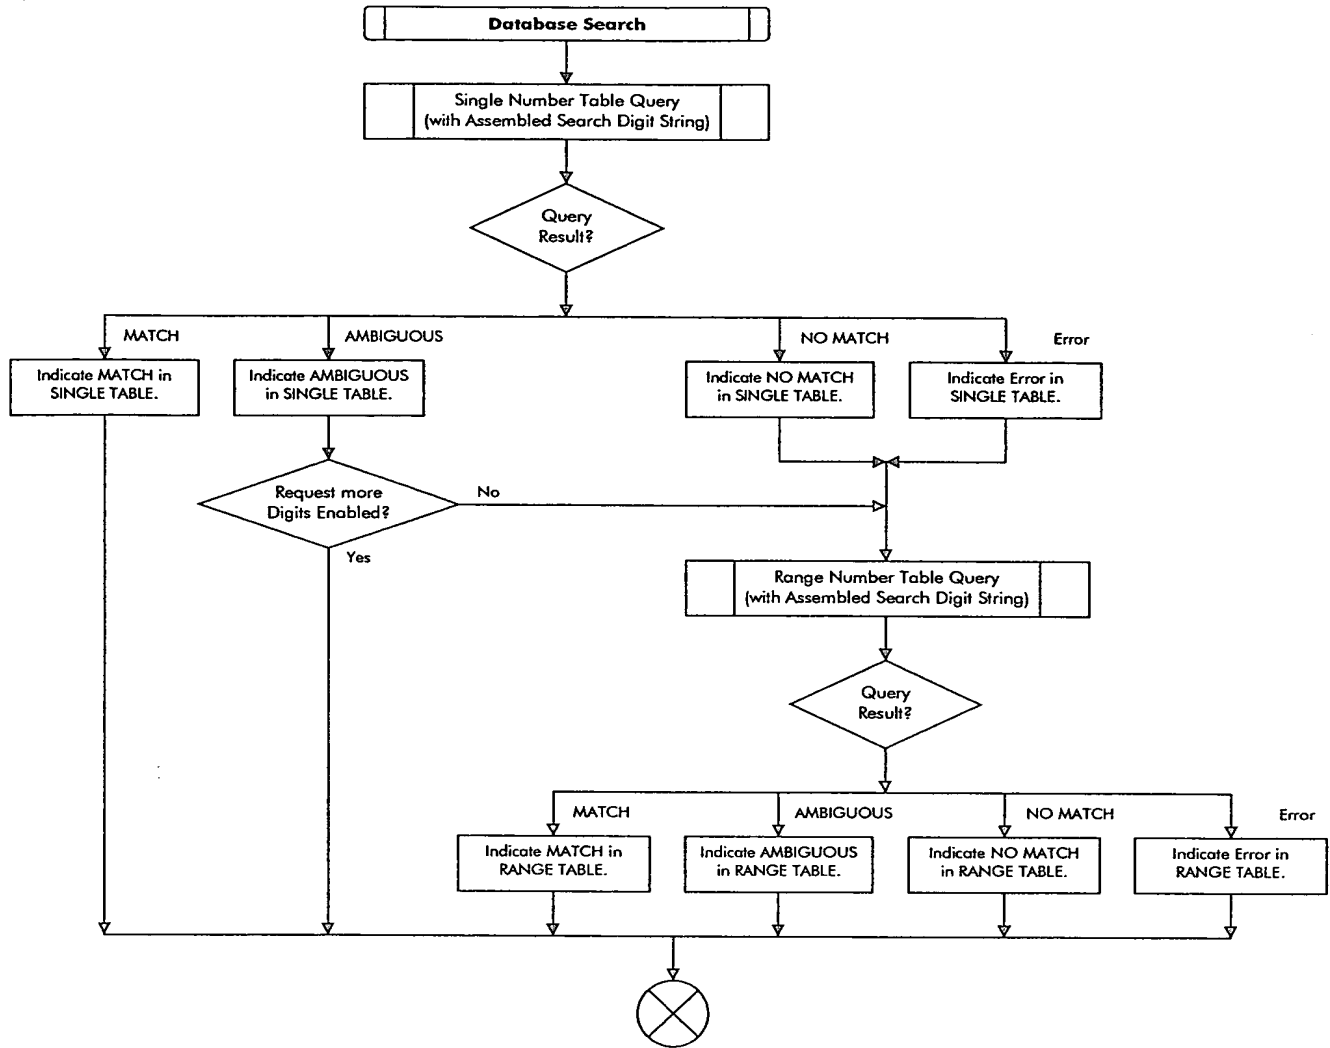 Database Search
Single Number Table Query
(with Assembled Search Digit String)
Query
Result?
MATCH
AMBIGUOUS
NO MATCH
Error
Indicate MATCH in
SINGLE TABLE.
Indicate AMBIGUOUS
in SINGLE TABLE.
Indicate NO MATCH
in SINGLE TABLE.
Indicate Error in
SINGLE TABLE.
Request more
Digits Enabled?
No
Yes
Range Number Table Query
(with Assembled Search Digit String)
Query
Result?
MATCH
AMBIGUOUS
NO MATCH
Error
Indicate MATCH in
RANGE TABLE.
Indicate AMBIGUOUS
in RANGE TABLE.
Indicate NO MATCH
in RANGE TABLE.
Indicate Error in
RANGE TABLE.